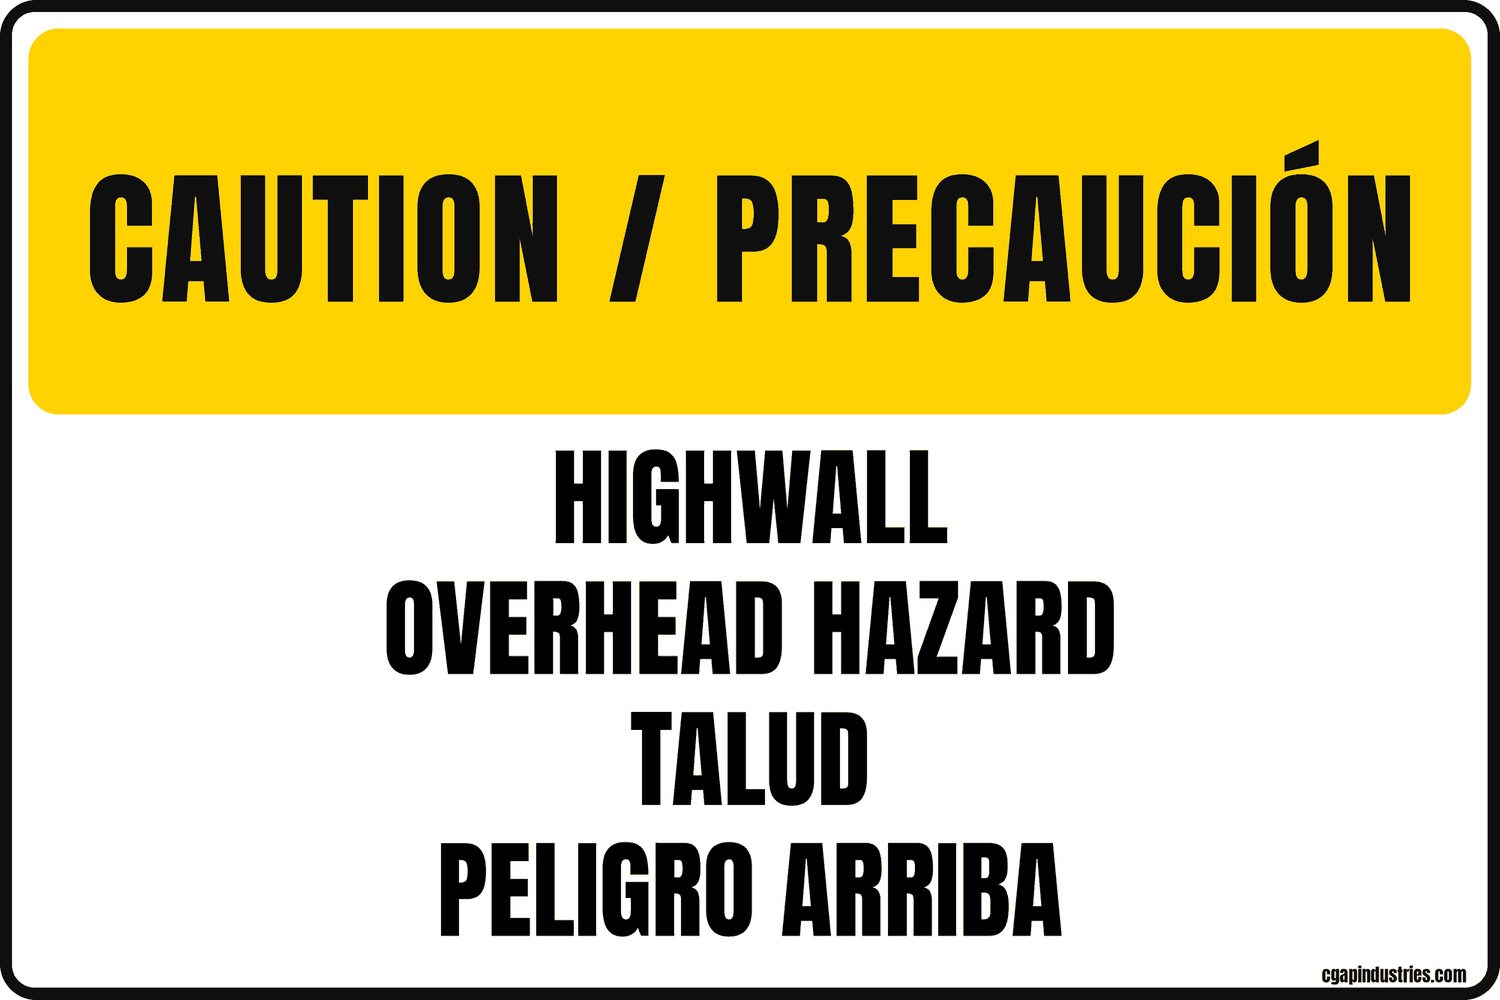 CAUTION / PRECAUCIÓN
HIGHWALL
OVERHEAD HAZARD
TALUD
PELIGRO ARRIBA
cgapindustries.com